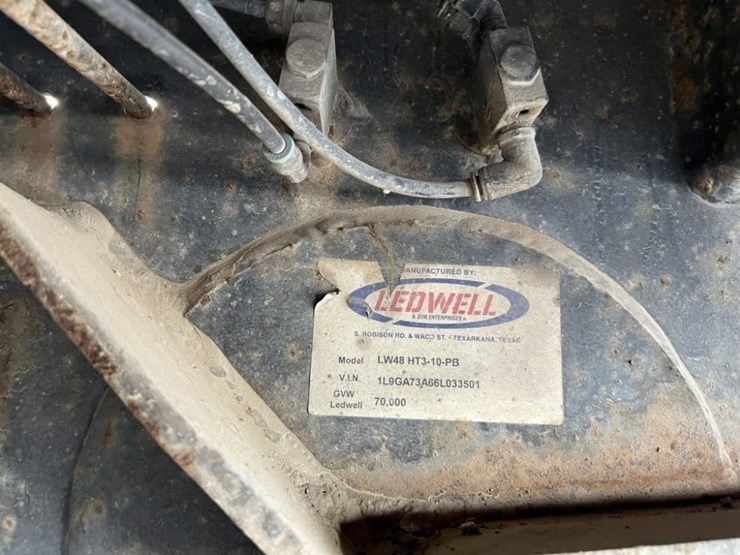 MANUFACTURED BY:
LEDWELL
& SON ENTERPRISES
S. ROBISON RD. & WACO ST. - TEXARKANA, TEXAS
Model LW48 HT3-10-PB
V.I.N. 1L9GA73A66L033501
GVW
Ledwell 70,000